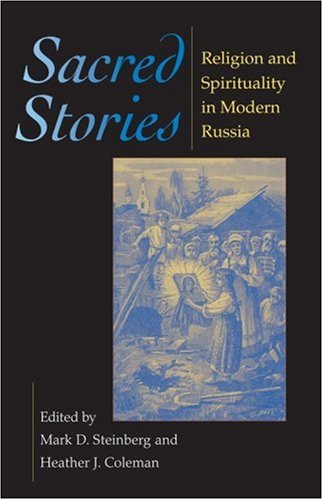 Sacred
Stories
Religion and
Spirituality
in Modern
Russia
Edited by
Mark D. Steinberg and
Heather J. Coleman